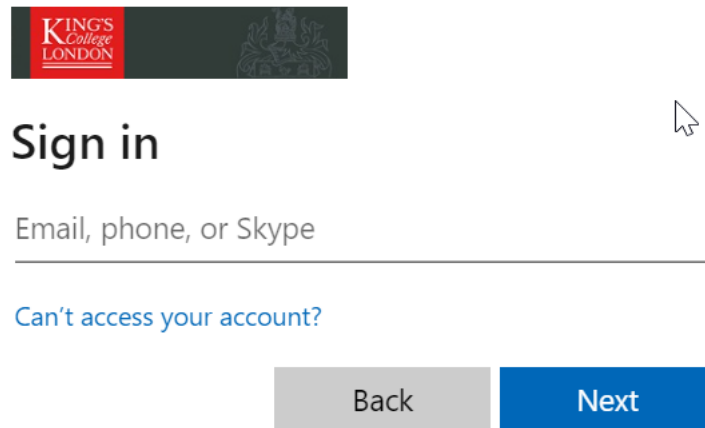 KING'S
College
LONDON
Sign in
Email, phone, or Skype
Can't access your account?
Back
Next